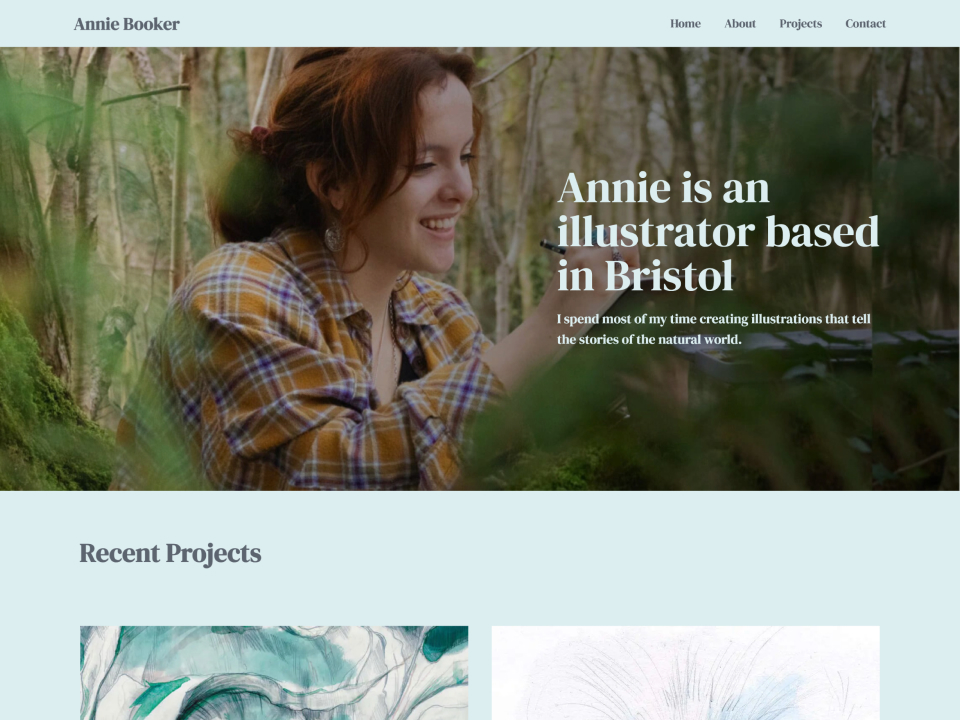 Annie Booker
Home About Projects Contact
Annie is an
illustrator based
in Bristol
I spend most of my time creating illustrations that tell
the stories of the natural world.
Recent Projects